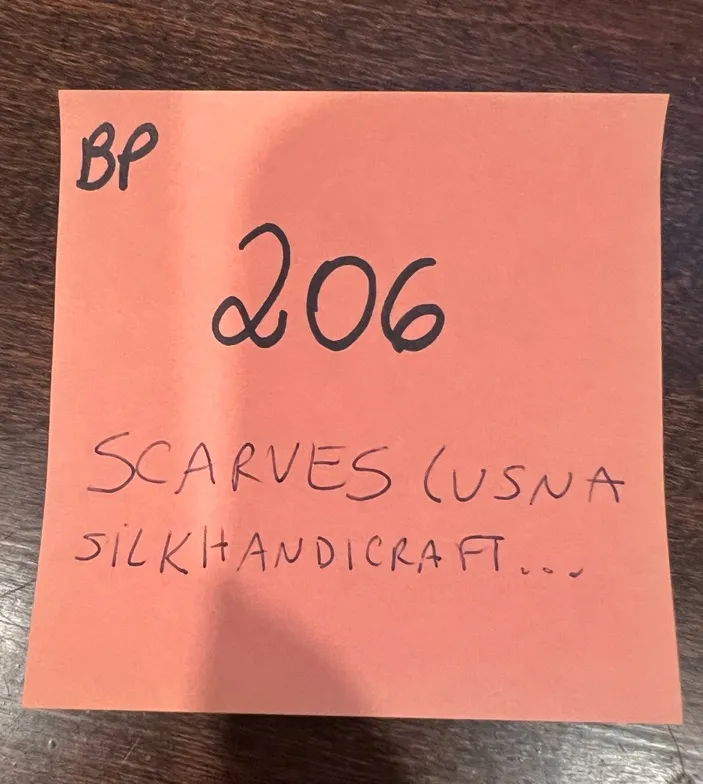 BP
206
SCARVES (USNA
SILKHANDICRAFT...